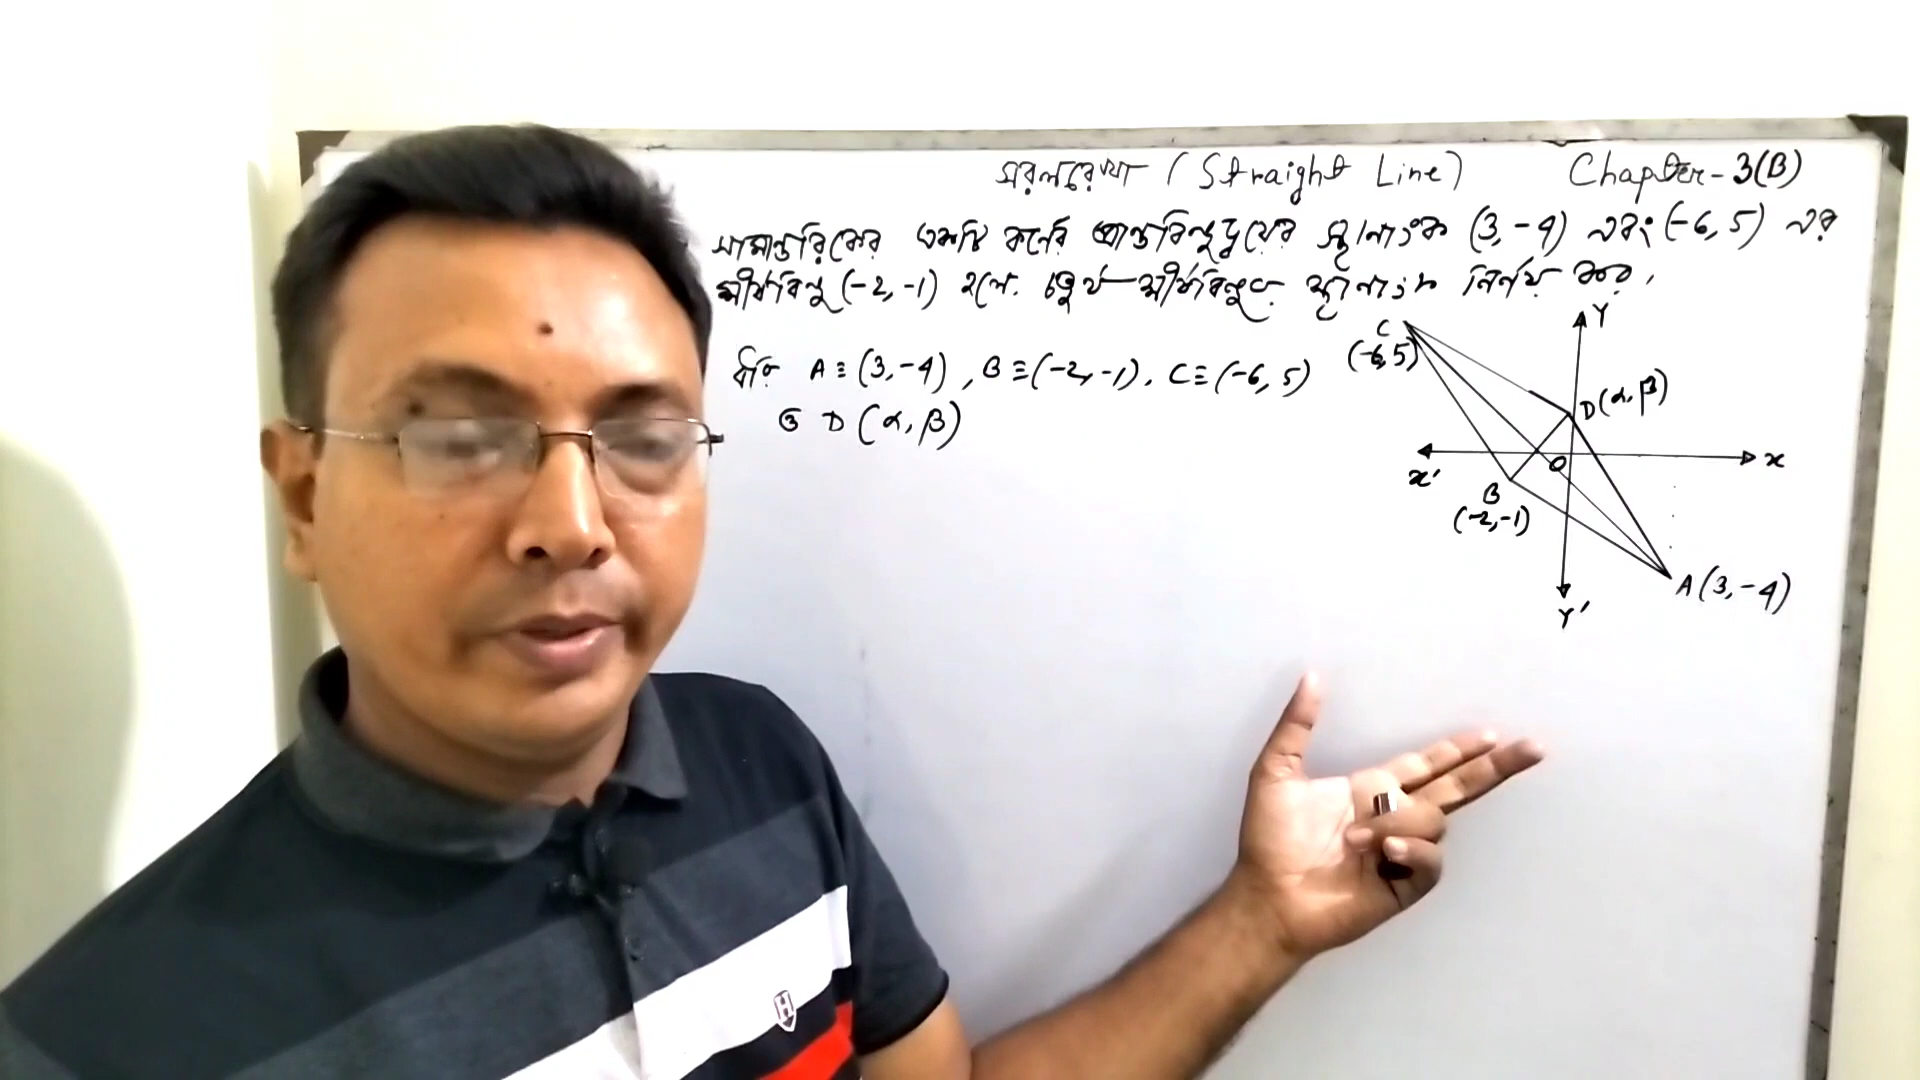 সরলরেখা (Straight Line) Chapter-3(B)
সামান্তরিকের একটি কর্ণের প্রান্তবিন্দুদ্বয়ের স্থানাংক (3,-4) এবং (-6,5) এর
শীর্ষবিন্দু (-2,-1) হলে. চতুর্থ শীর্ষবিন্দুর স্থানাংক নির্ণয় কর,
ধরি A≡(3,-4), B≡(-2,-1), C≡(-6,5)
ও D(α,β)
Y
C
(-6,5)
D(α,β)
O
x
x'
B
(-2,-1)
A(3,-4)
Y'
H